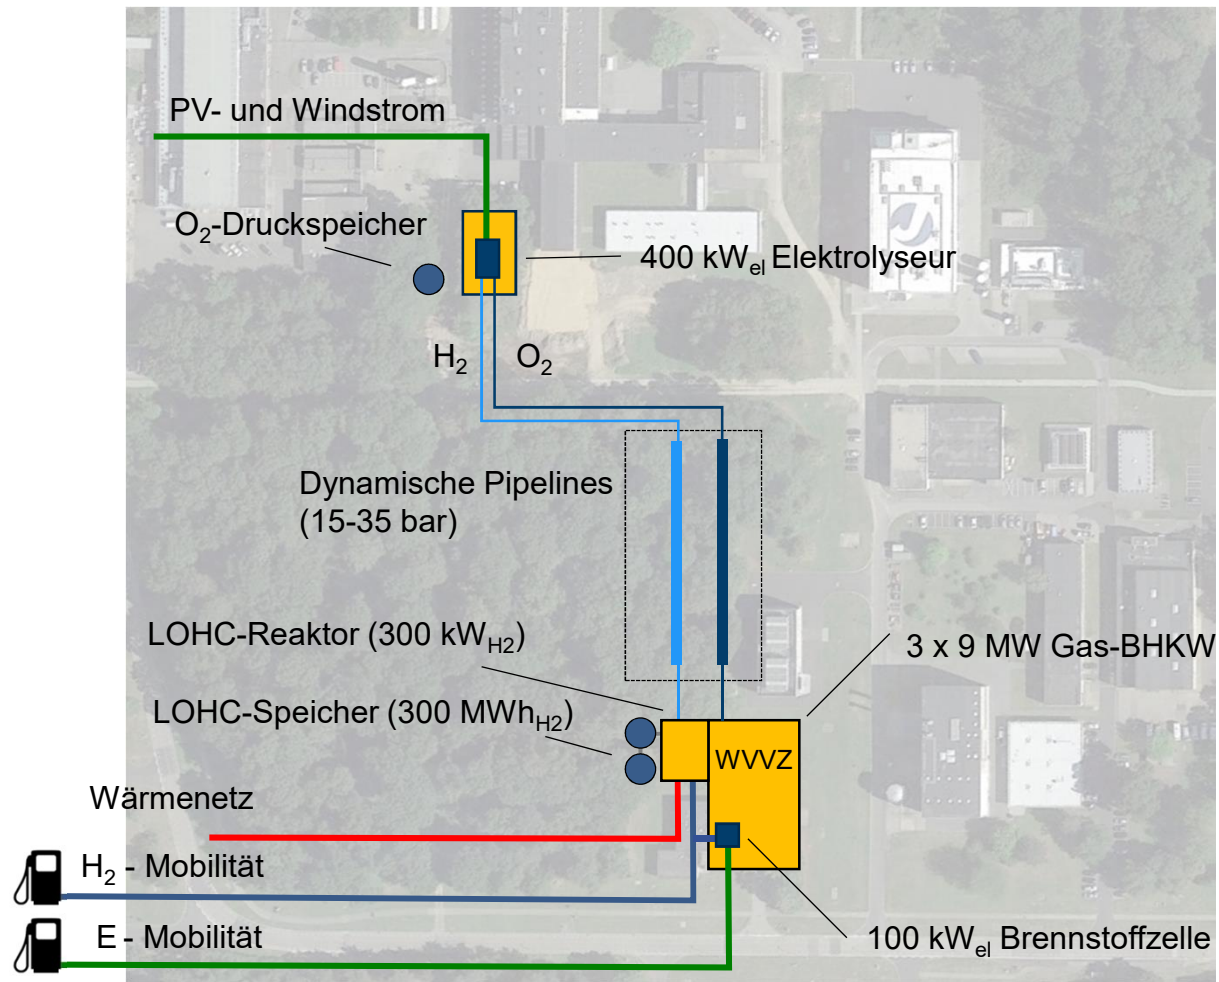 PV- und Windstrom
O₂-Druckspeicher
400 kWel Elektrolyseur
H₂
O₂
Dynamische Pipelines
(15-35 bar)
LOHC-Reaktor (300 kWH2)
3 x 9 MW Gas-BHKW
LOHC-Speicher (300 MWhH2)
WVVZ
Wärmenetz
H₂ - Mobilität
E - Mobilität
100 kWel Brennstoffzelle